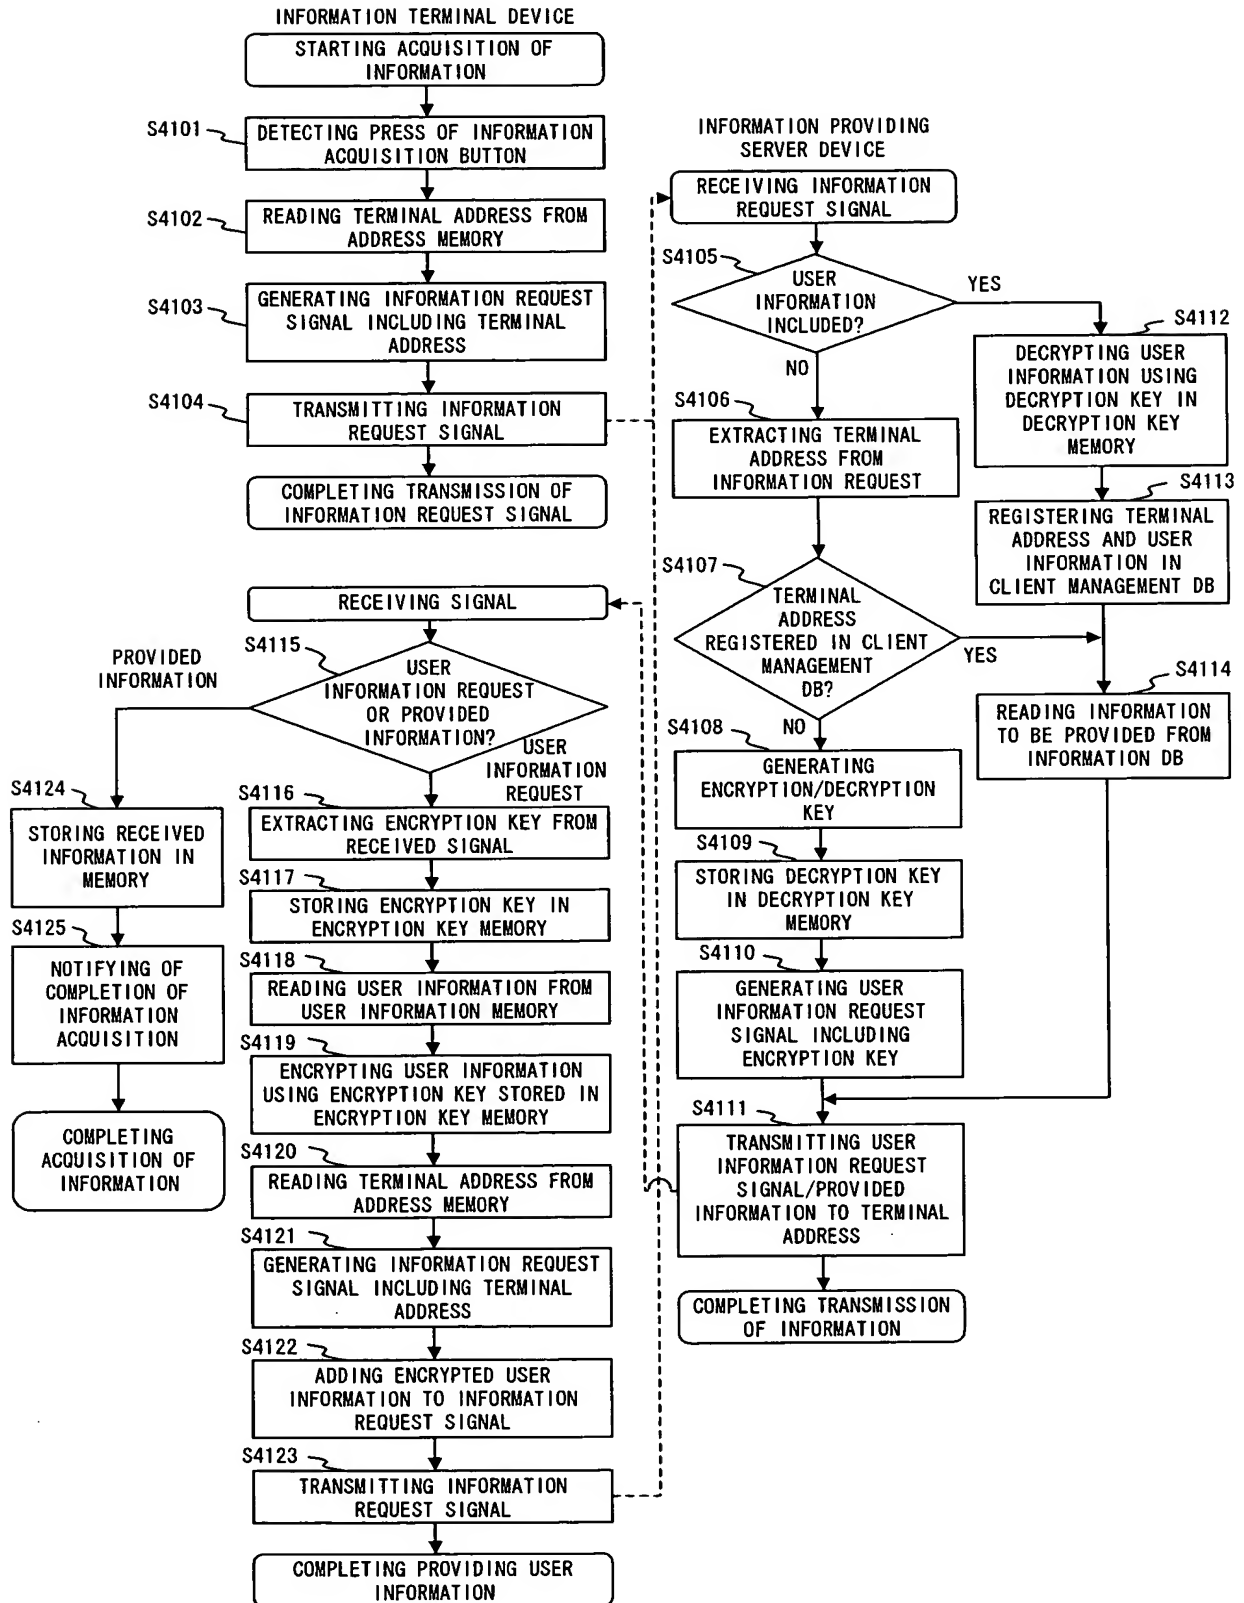 INFORMATION TERMINAL DEVICE
STARTING ACQUISITION OF
INFORMATION
S4101
DETECTING PRESS OF INFORMATION
ACQUISITION BUTTON
S4102
READING TERMINAL ADDRESS FROM
ADDRESS MEMORY
S4103
GENERATING INFORMATION REQUEST
SIGNAL INCLUDING TERMINAL
ADDRESS
S4104
TRANSMITTING INFORMATION
REQUEST SIGNAL
COMPLETING TRANSMISSION OF
INFORMATION REQUEST SIGNAL
RECEIVING SIGNAL
S4115
USER
INFORMATION REQUEST
OR PROVIDED
INFORMATION?
PROVIDED
INFORMATION
USER
INFORMATION
REQUEST
S4124
STORING RECEIVED
INFORMATION IN
MEMORY
S4125
NOTIFYING OF
COMPLETION OF
INFORMATION
ACQUISITION
COMPLETING
ACQUISITION OF
INFORMATION
S4116
EXTRACTING ENCRYPTION KEY FROM
RECEIVED SIGNAL
S4117
STORING ENCRYPTION KEY IN
ENCRYPTION KEY MEMORY
S4118
READING USER INFORMATION FROM
USER INFORMATION MEMORY
S4119
ENCRYPTING USER INFORMATION
USING ENCRYPTION KEY STORED IN
ENCRYPTION KEY MEMORY
S4120
READING TERMINAL ADDRESS FROM
ADDRESS MEMORY
S4121
GENERATING INFORMATION REQUEST
SIGNAL INCLUDING TERMINAL
ADDRESS
S4122
ADDING ENCRYPTED USER
INFORMATION TO INFORMATION
REQUEST SIGNAL
S4123
TRANSMITTING INFORMATION
REQUEST SIGNAL
COMPLETING PROVIDING USER
INFORMATION
INFORMATION PROVIDING
SERVER DEVICE
RECEIVING INFORMATION
REQUEST SIGNAL
S4105
USER
INFORMATION
INCLUDED?
YES
NO
S4106
EXTRACTING TERMINAL
ADDRESS FROM
INFORMATION REQUEST
S4107
TERMINAL
ADDRESS
REGISTERED IN CLIENT
MANAGEMENT
DB?
YES
NO
S4108
GENERATING
ENCRYPTION/DECRYPTION
KEY
S4109
STORING DECRYPTION KEY
IN DECRYPTION KEY
MEMORY
S4110
GENERATING USER
INFORMATION REQUEST
SIGNAL INCLUDING
ENCRYPTION KEY
S4111
TRANSMITTING USER
INFORMATION REQUEST
SIGNAL/PROVIDED
INFORMATION TO TERMINAL
ADDRESS
COMPLETING TRANSMISSION
OF INFORMATION
S4112
DECRYPTING USER
INFORMATION USING
DECRYPTION KEY IN
DECRYPTION KEY
MEMORY
S4113
REGISTERING TERMINAL
ADDRESS AND USER
INFORMATION IN
CLIENT MANAGEMENT DB
S4114
READING INFORMATION
TO BE PROVIDED FROM
INFORMATION DB